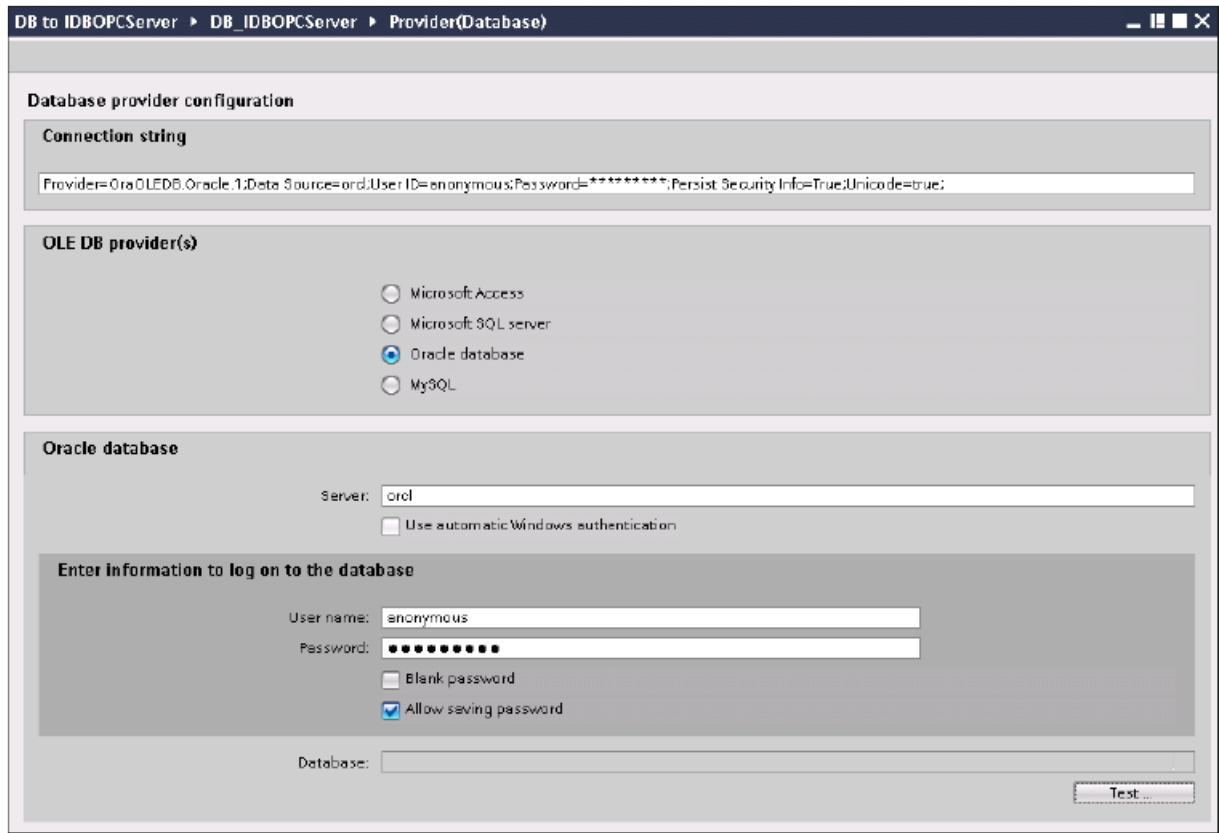 DB to IDBOPCServer ▸ DB_IDBOPCServer ▸ Provider(Database)
Database provider configuration
Connection string
Provider=OraOLEDB.Oracle.1;Data Source=orcl;User ID=anonymous;Password=*********;Persist Security Info=True;Unicode=true;
OLE DB provider(s)
Microsoft Access
Microsoft SQL server
Oracle database
MySQL
Oracle database
Server: orcl
Use automatic Windows authentication
Enter information to log on to the database
User name: anonymous
Password: ●●●●●●●●●
Blank password
Allow saving password
Database:
Test ...